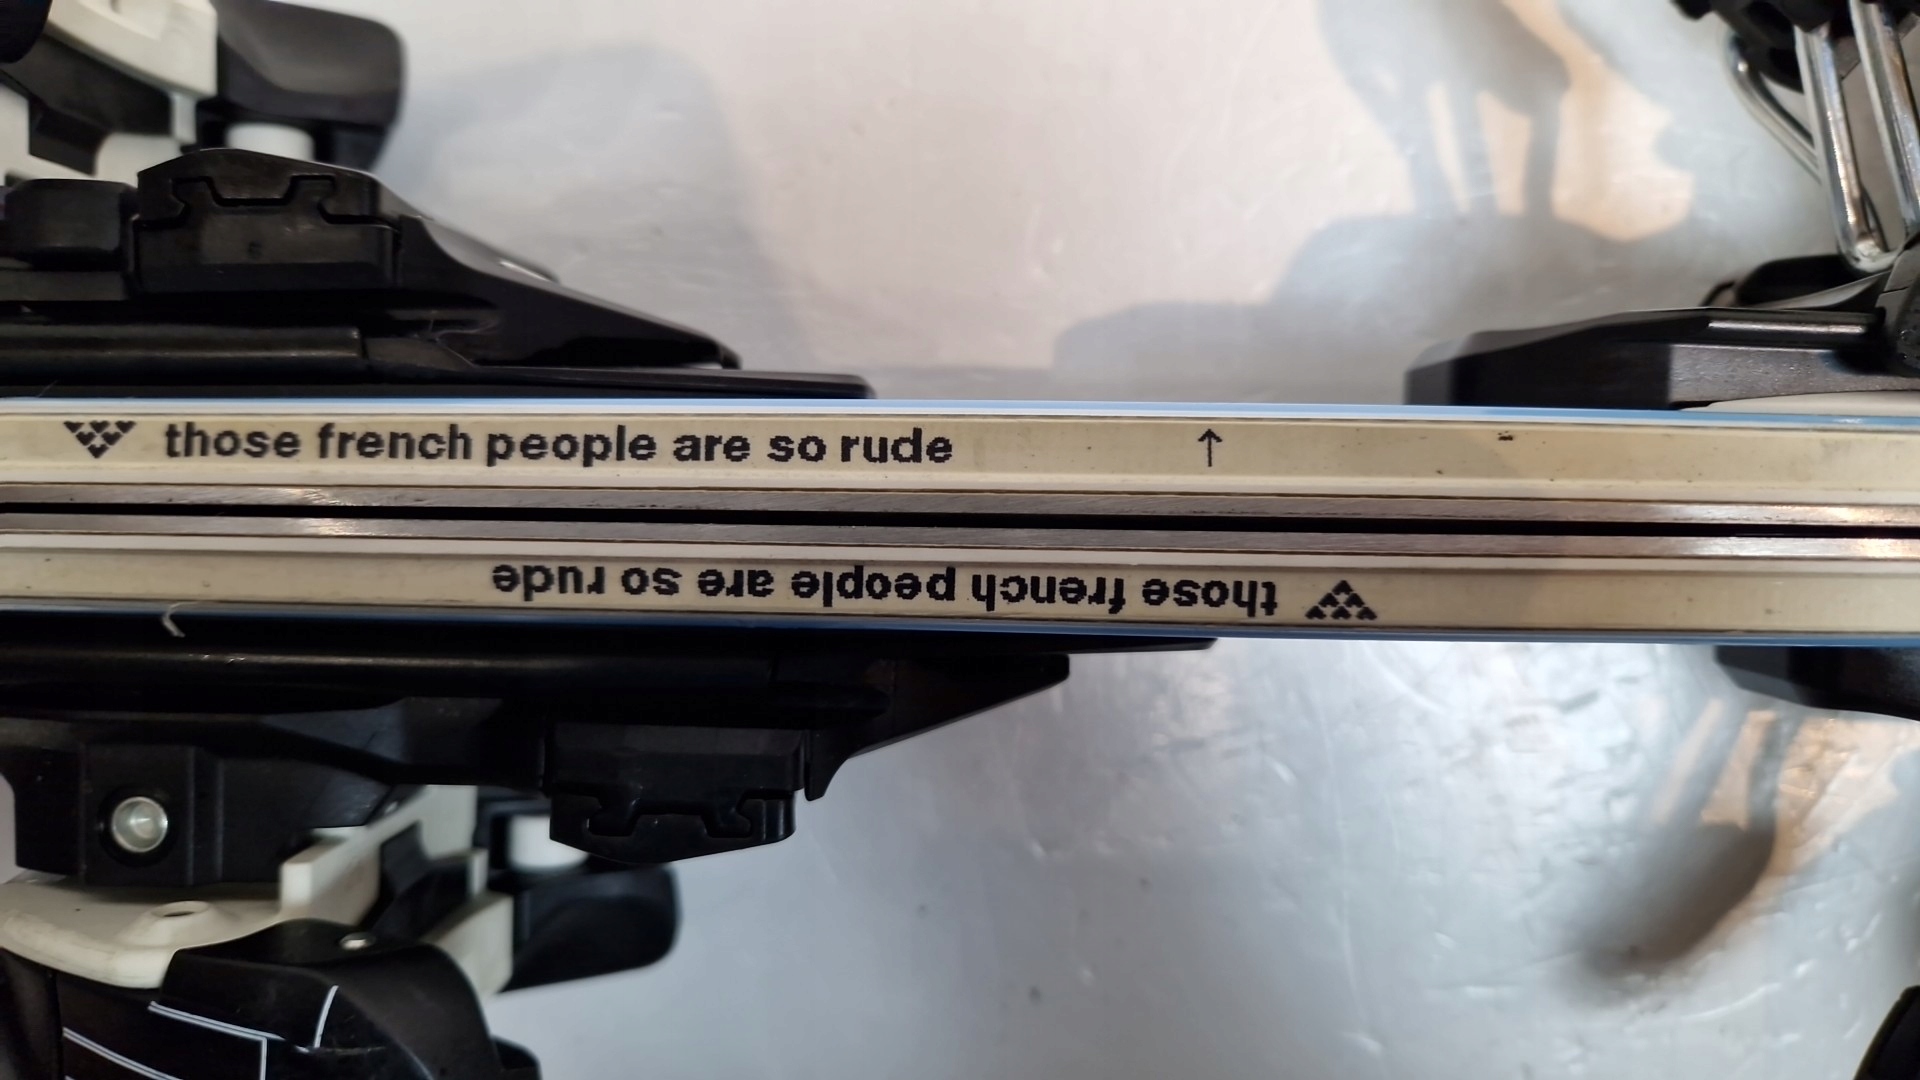 those french people are so rude ↑
those french people are so rude